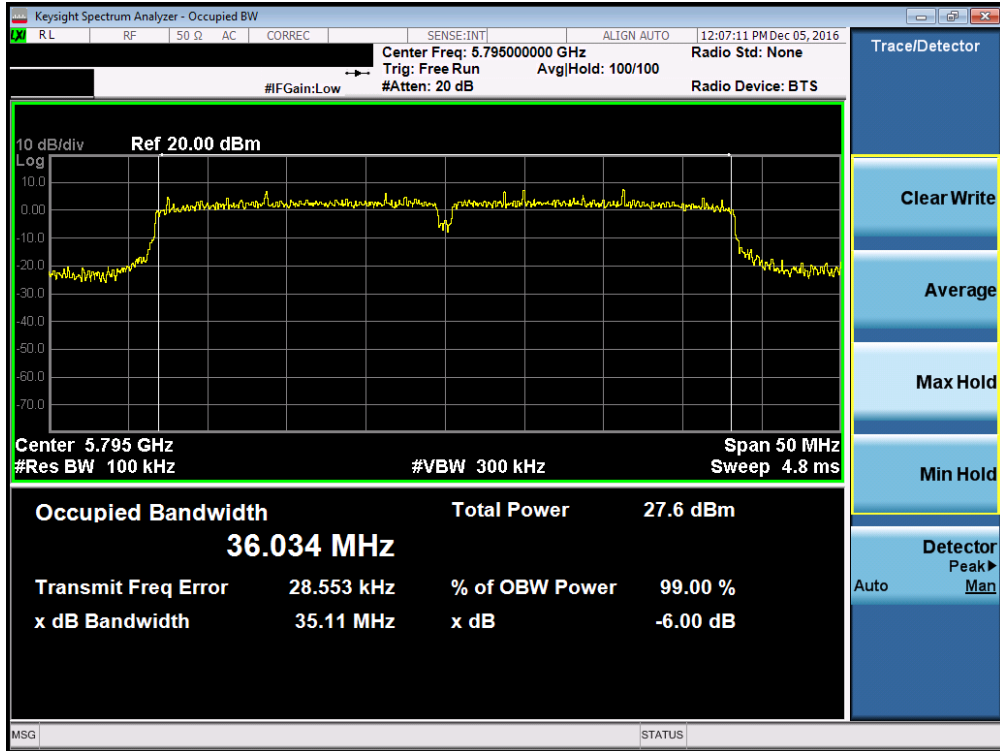 Keysight Spectrum Analyzer - Occupied BW
LXI RL RF 50 Ω AC CORREC SENSE:INT ALIGN AUTO 12:07:11 PM Dec 05, 2016
Center Freq: 5.795000000 GHz Radio Std: None
Trig: Free Run Avg|Hold: 100/100
#IFGain:Low #Atten: 20 dB Radio Device: BTS
10 dB/div Ref 20.00 dBm
Log
10.0
0.00
-10.0
-20.0
-30.0
-40.0
-50.0
-60.0
-70.0
Center 5.795 GHz Span 50 MHz
#Res BW 100 kHz #VBW 300 kHz Sweep 4.8 ms
Occupied Bandwidth Total Power 27.6 dBm
36.034 MHz
Transmit Freq Error 28.553 kHz % of OBW Power 99.00 %
x dB Bandwidth 35.11 MHz x dB -6.00 dB
MSG STATUS
Trace/Detector
Clear Write
Average
Max Hold
Min Hold
Detector
Peak▶
Auto Man